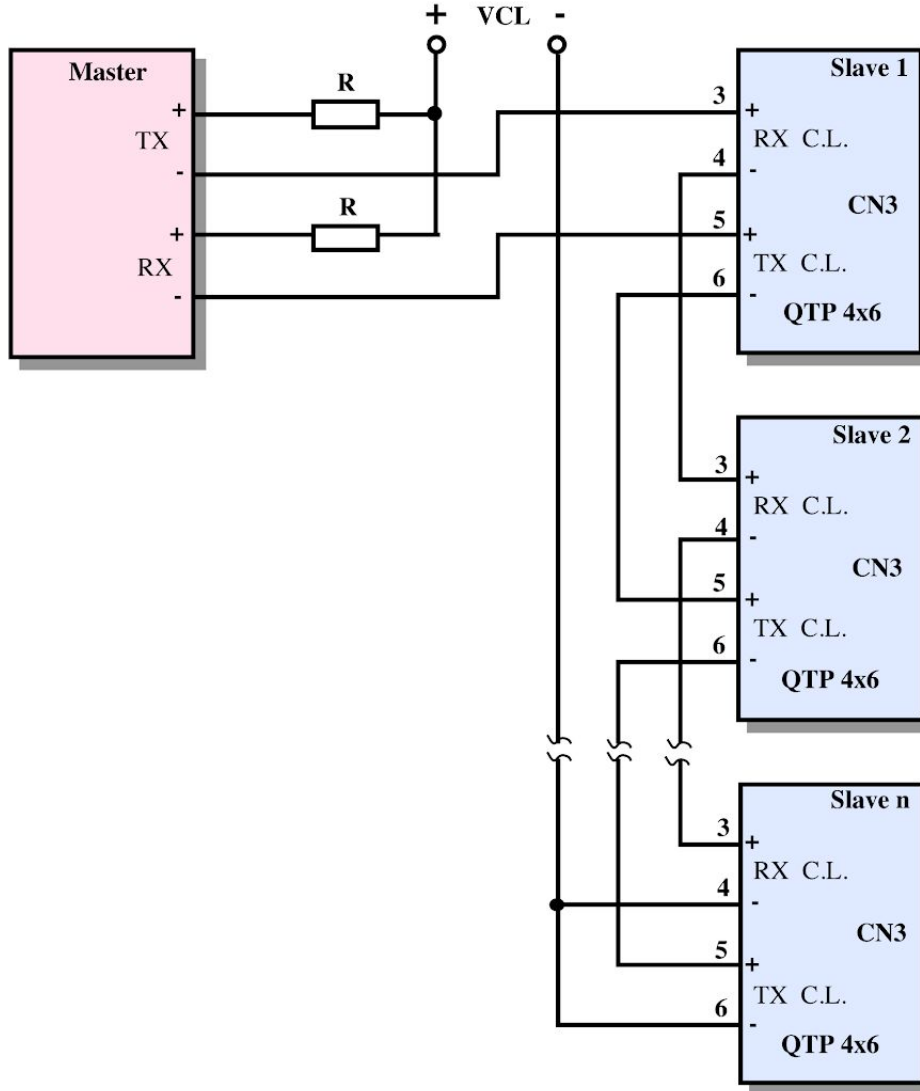 + VCL -
Master
R
+
TX
-
R
+
RX
-
Slave 1
3
+
RX C.L.
4
-
CN3
5
+
TX C.L.
6
-
QTP 4x6
Slave 2
3
+
RX C.L.
4
-
CN3
5
+
TX C.L.
6
-
QTP 4x6
Slave n
3
+
RX C.L.
4
-
CN3
5
+
TX C.L.
6
-
QTP 4x6